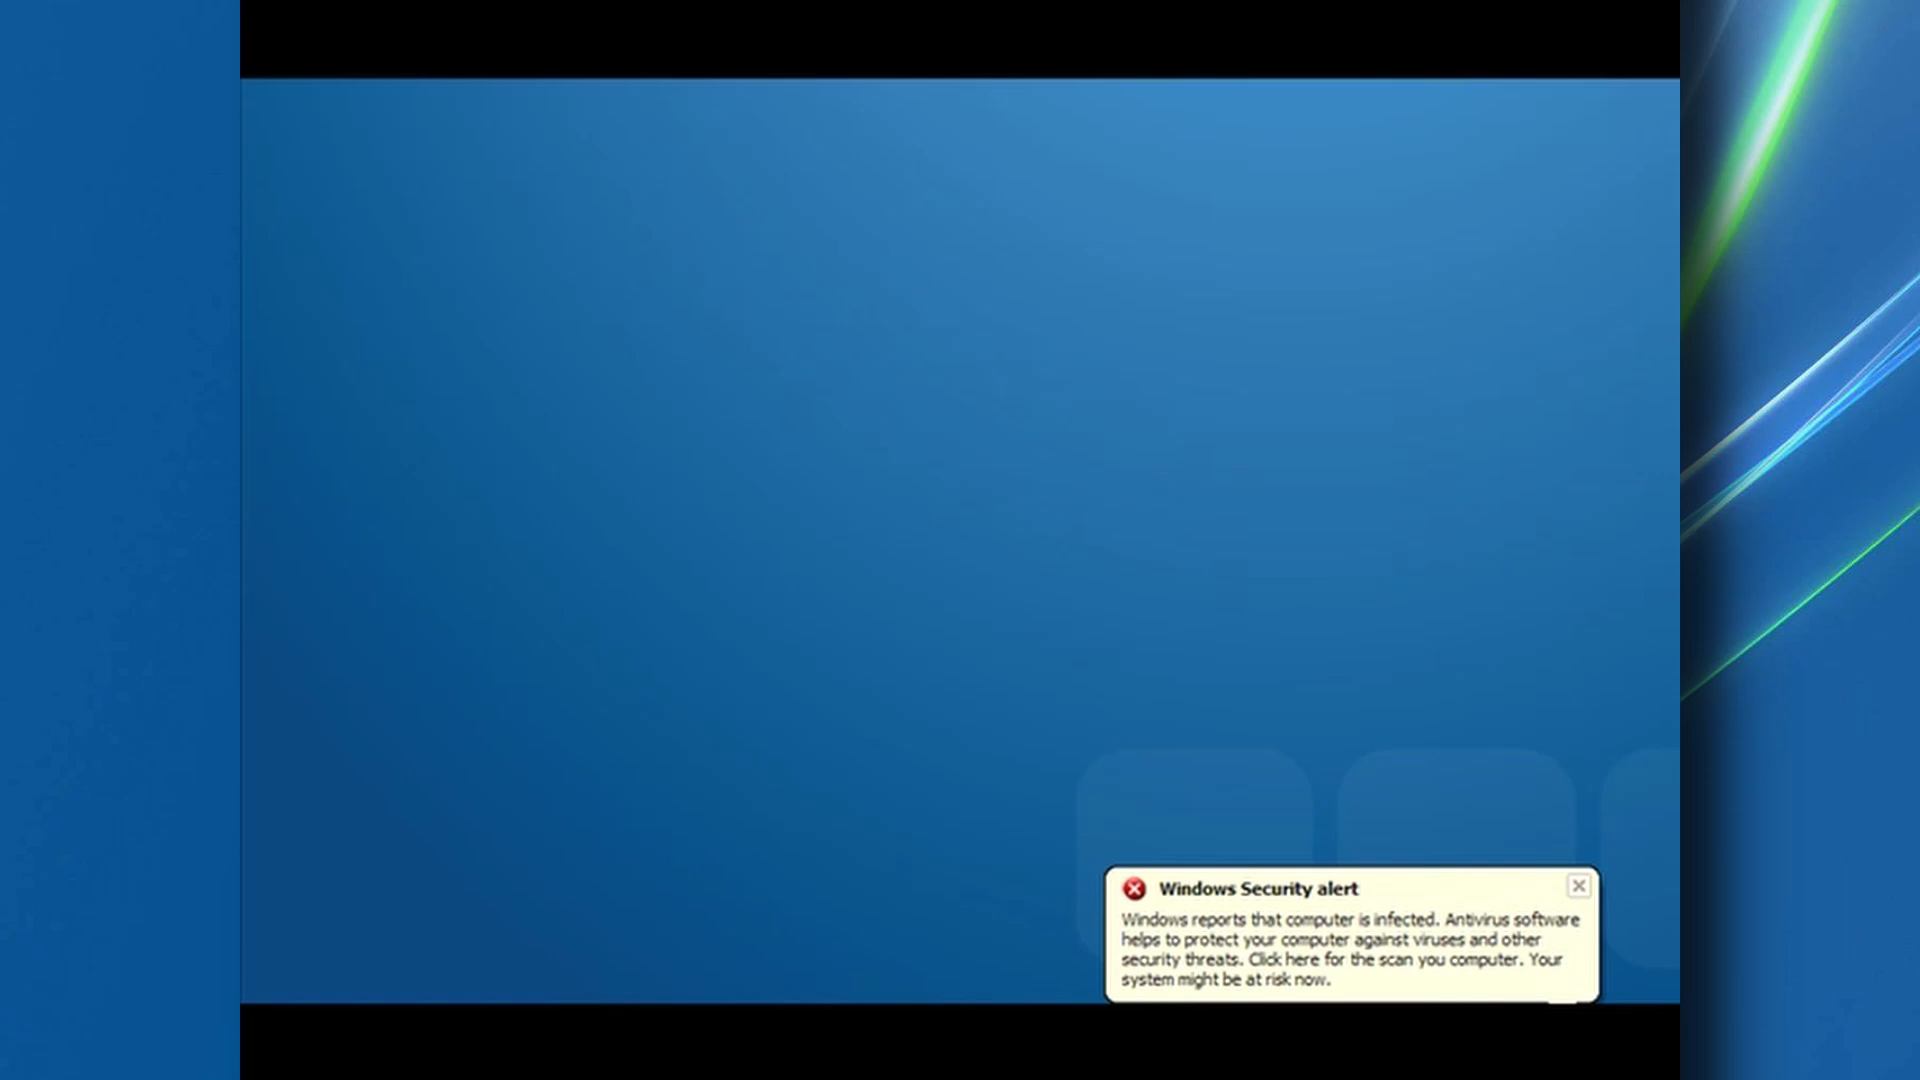 Windows Security alert
Windows reports that computer is infected. Antivirus software
helps to protect your computer against viruses and other
security threats. Click here for the scan you computer. Your
system might be at risk now.